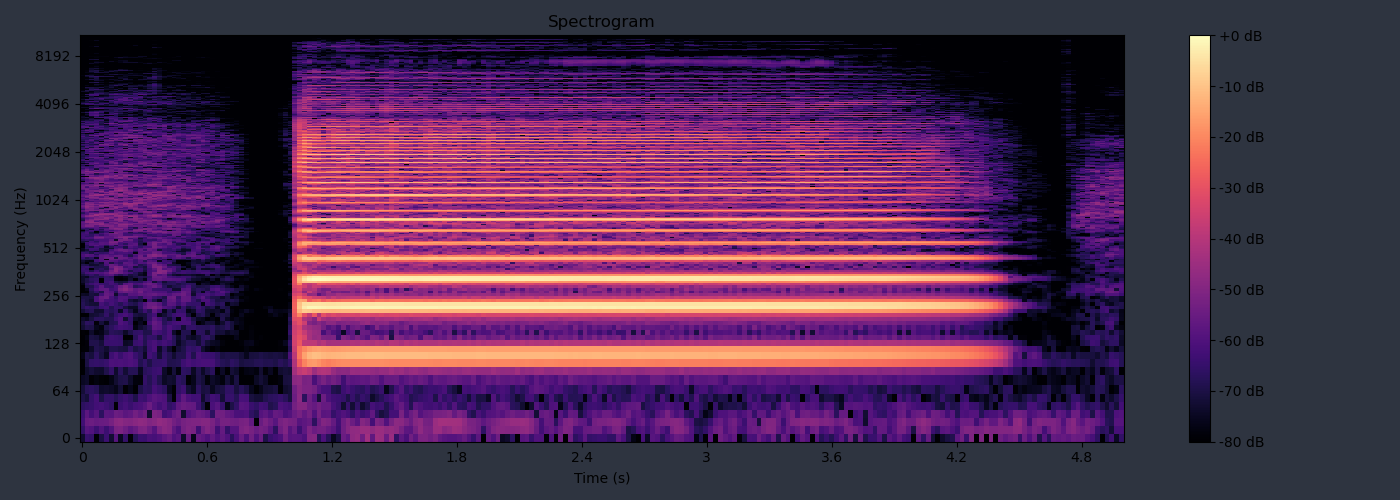 Spectrogram
Frequency (Hz)
8192
4096
2048
1024
512
256
128
64
0
0 0.6 1.2 1.8 2.4 3 3.6 4.2 4.8
Time (s)
+0 dB
-10 dB
-20 dB
-30 dB
-40 dB
-50 dB
-60 dB
-70 dB
-80 dB